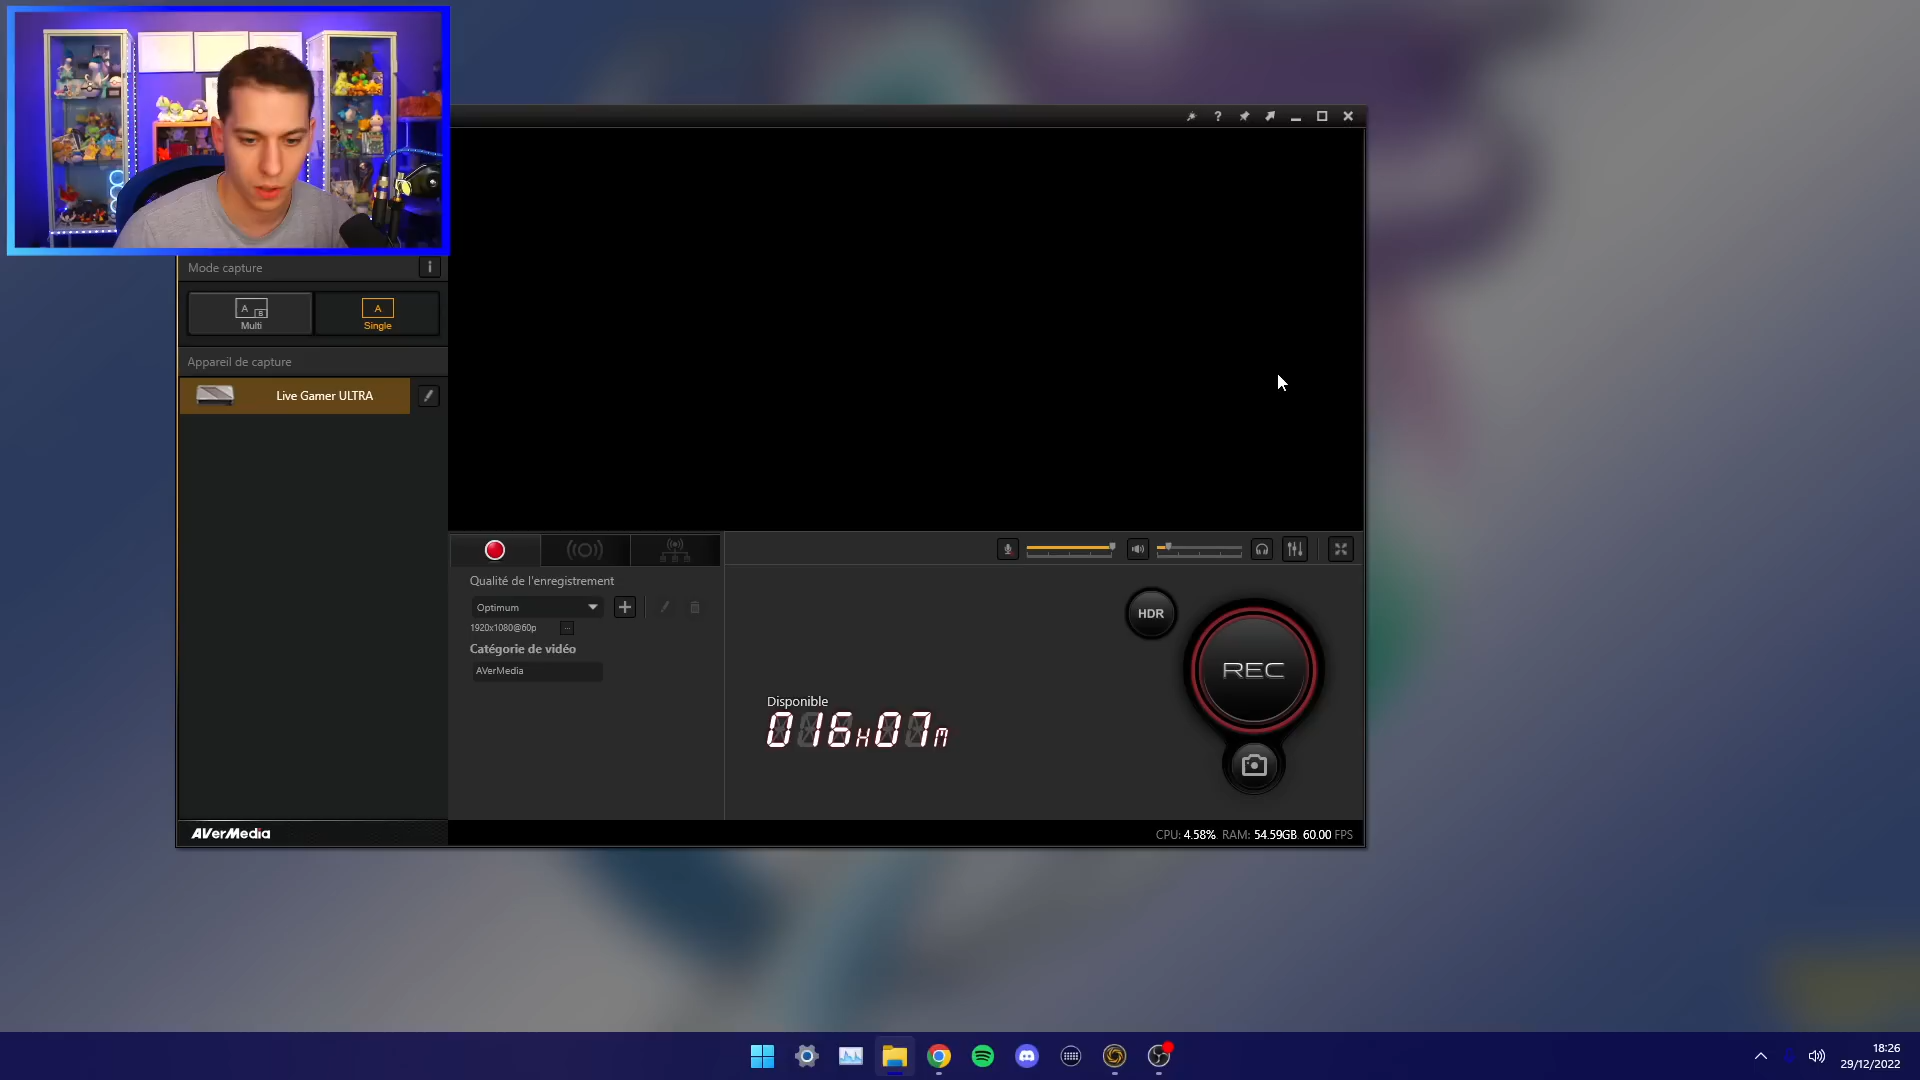 ?
Mode capture
i
A B
Multi
A
Single
Appareil de capture
Live Gamer ULTRA
Qualité de l'enregistrement
Optimum
1920x1080@60p
...
Catégorie de vidéo
AVerMedia
Disponible
016H07M
HDR
REC
AVerMedia
CPU: 4.58% RAM: 54.59GB. 60.00 FPS
18:26
29/12/2022